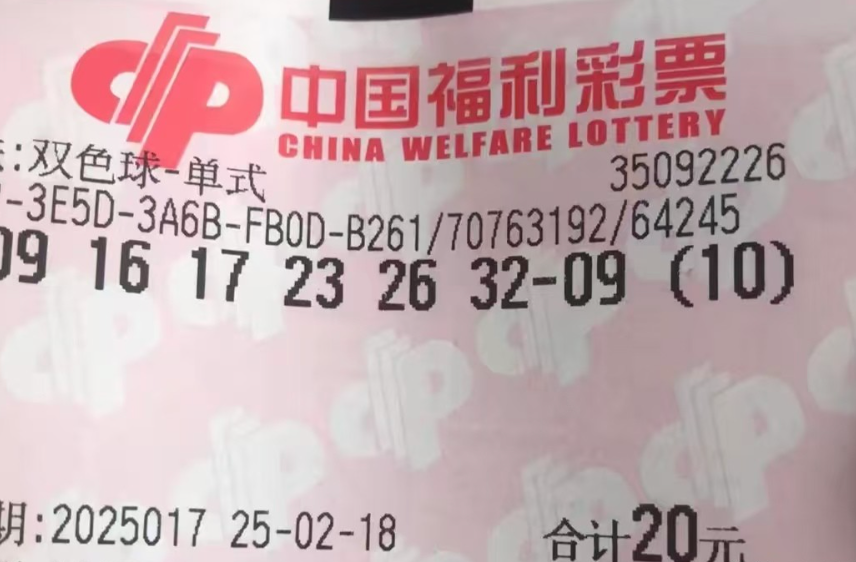 中国福利彩票
CHINA WELFARE LOTTERY
:双色球-单式 35092226
-3E5D-3A6B-FB0D-B261/70763192/64245
09 16 17 23 26 32-09 (10)
期:2025017 25-02-18 合计20元